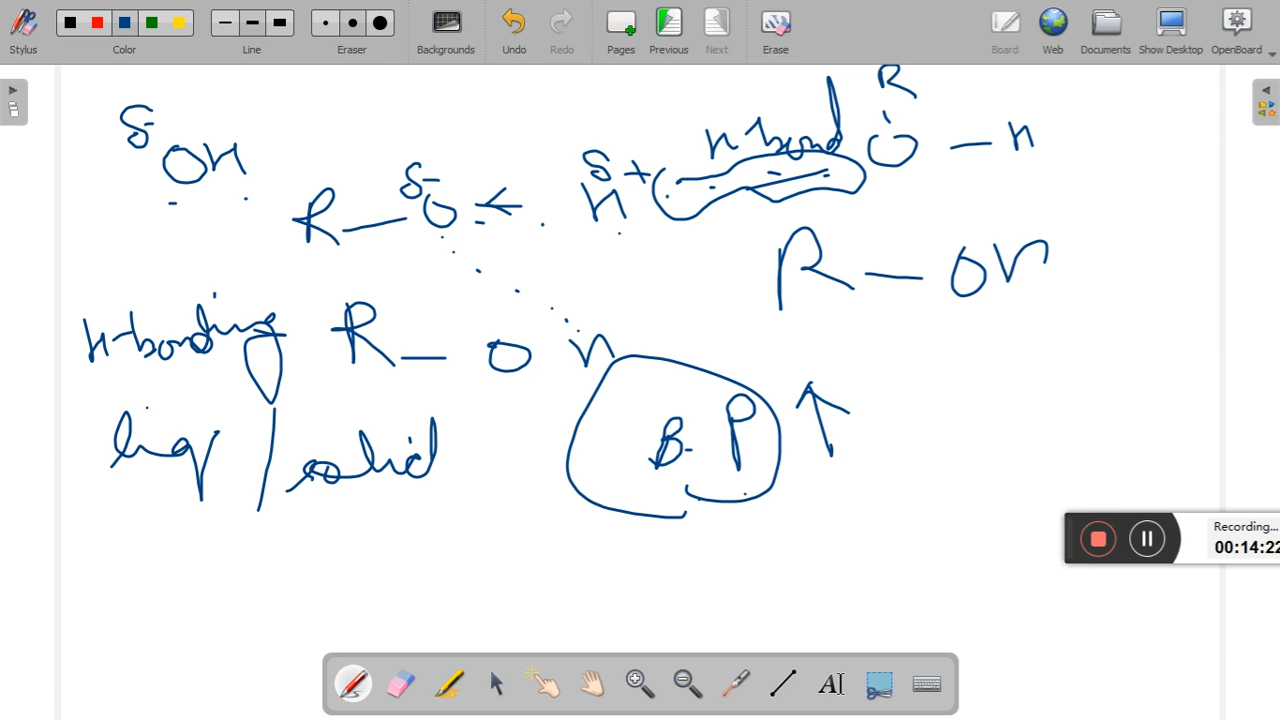 Stylus Color Line Eraser Backgrounds Undo Redo Pages Previous Next Erase Board Web Documents Show Desktop OpenBoard
R
δ- OH
H-bond O — H
R — O δ- ← H δ+
R — OH
H-bonding R — O H
B.P ↑
liq / solid
Recording...
00:14:22
AI